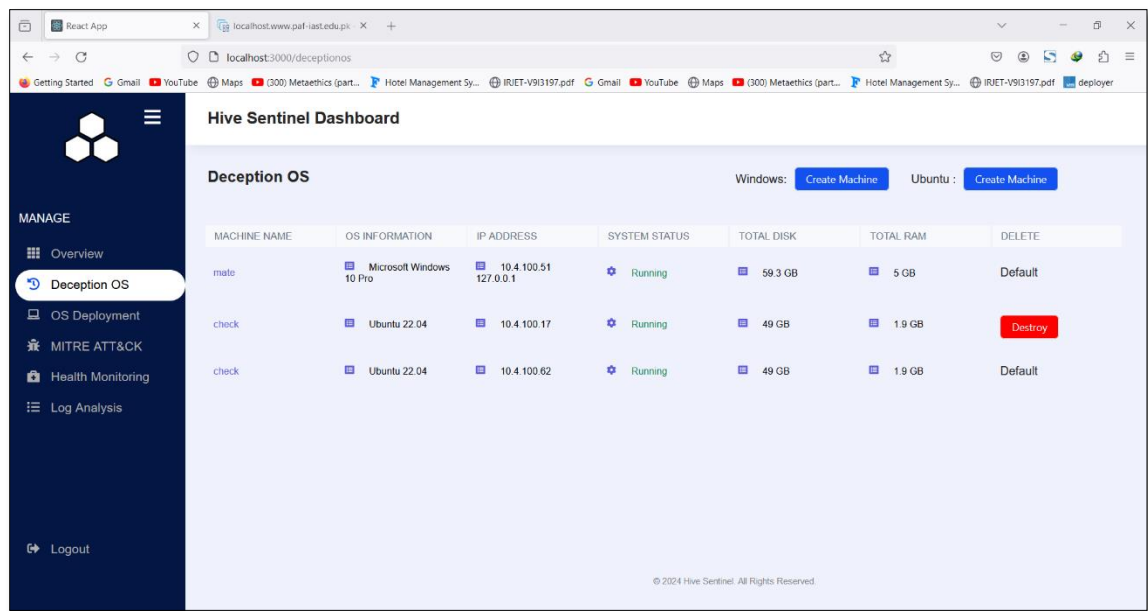 React App
localhost.www.paf-iast.edu.pk
localhost:3000/deceptionos
Getting Started Gmail YouTube Maps (300) Metaethics (part... Hotel Management Sy... IRJET-V9I3197.pdf Gmail YouTube Maps (300) Metaethics (part... Hotel Management Sy... IRJET-V9I3197.pdf deployer
Hive Sentinel Dashboard
Deception OS
Windows: Create Machine Ubuntu : Create Machine
MANAGE
Overview
Deception OS
OS Deployment
MITRE ATT&CK
Health Monitoring
Log Analysis
Logout
MACHINE NAME OS INFORMATION IP ADDRESS SYSTEM STATUS TOTAL DISK TOTAL RAM DELETE
mate Microsoft Windows 10.4.100.51 Running 59.3 GB 5 GB Default
10 Pro 127.0.0.1
check Ubuntu 22.04 10.4.100.17 Running 49 GB 1.9 GB Destroy
check Ubuntu 22.04 10.4.100.62 Running 49 GB 1.9 GB Default
© 2024 Hive Sentinel. All Rights Reserved.